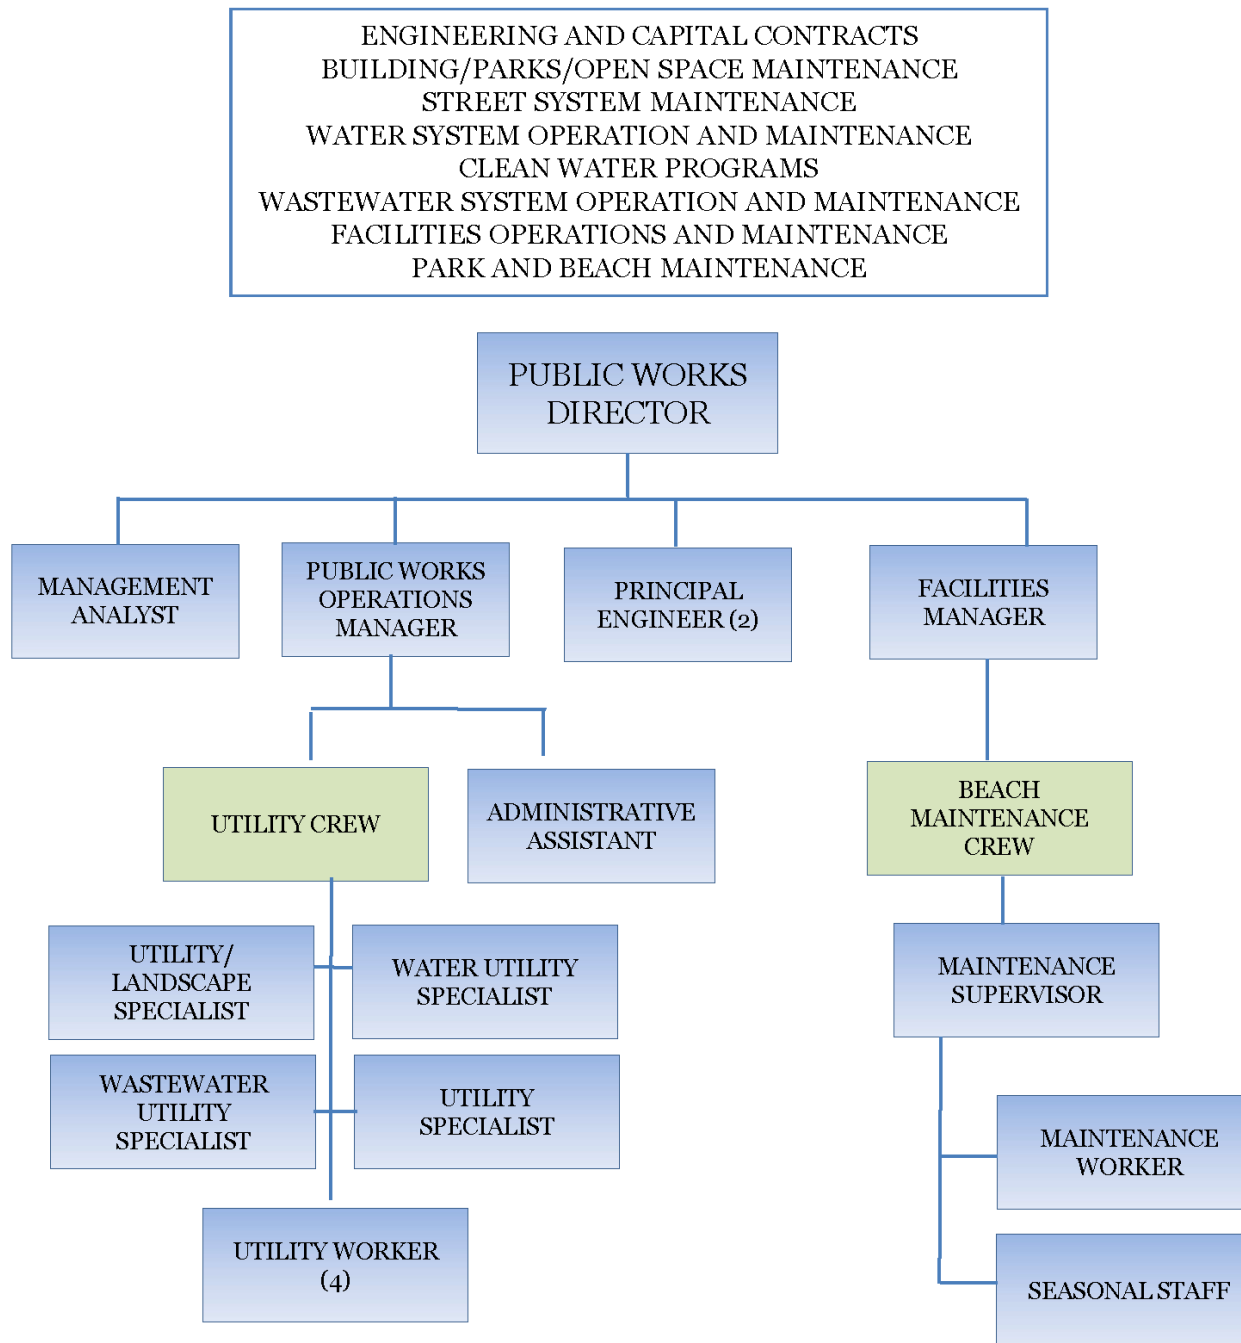 ENGINEERING AND CAPITAL CONTRACTS
BUILDING/PARKS/OPEN SPACE MAINTENANCE
STREET SYSTEM MAINTENANCE
WATER SYSTEM OPERATION AND MAINTENANCE
CLEAN WATER PROGRAMS
WASTEWATER SYSTEM OPERATION AND MAINTENANCE
FACILITIES OPERATIONS AND MAINTENANCE
PARK AND BEACH MAINTENANCE
PUBLIC WORKS
DIRECTOR
MANAGEMENT
ANALYST
PUBLIC WORKS
OPERATIONS
MANAGER
PRINCIPAL
ENGINEER (2)
FACILITIES
MANAGER
UTILITY CREW
ADMINISTRATIVE
ASSISTANT
BEACH
MAINTENANCE
CREW
UTILITY/
LANDSCAPE
SPECIALIST
WATER UTILITY
SPECIALIST
MAINTENANCE
SUPERVISOR
WASTEWATER
UTILITY
SPECIALIST
UTILITY
SPECIALIST
MAINTENANCE
WORKER
UTILITY WORKER
(4)
SEASONAL STAFF